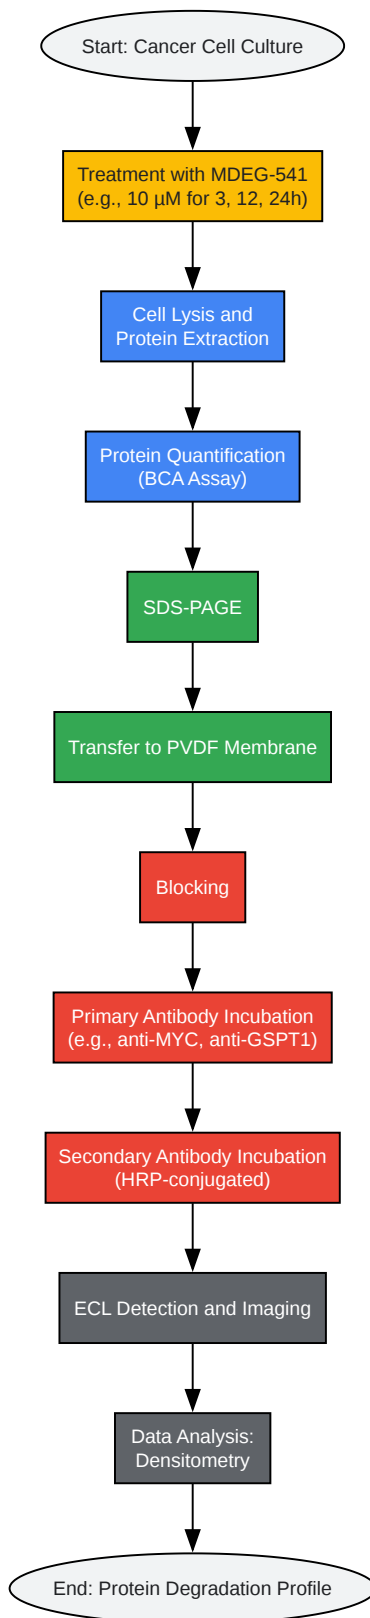 Start: Cancer Cell Culture
Treatment with MDEG-541
(e.g., 10 µM for 3, 12, 24h)
Cell Lysis and
Protein Extraction
Protein Quantification
(BCA Assay)
SDS-PAGE
Transfer to PVDF Membrane
Blocking
Primary Antibody Incubation
(e.g., anti-MYC, anti-GSPT1)
Secondary Antibody Incubation
(HRP-conjugated)
ECL Detection and Imaging
Data Analysis:
Densitometry
End: Protein Degradation Profile